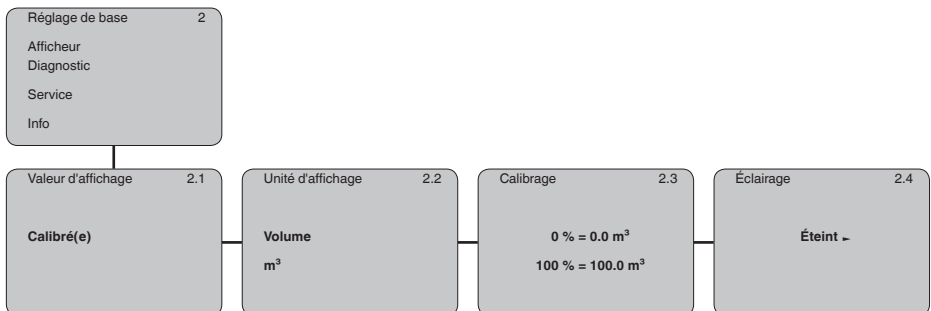 Réglage de base 2
Afficheur
Diagnostic
Service
Info
Valeur d'affichage 2.1
Calibré(e)
Unité d'affichage 2.2
Volume
m³
Calibrage 2.3
0 % = 0.0 m³
100 % = 100.0 m³
Éclairage 2.4
Éteint ►